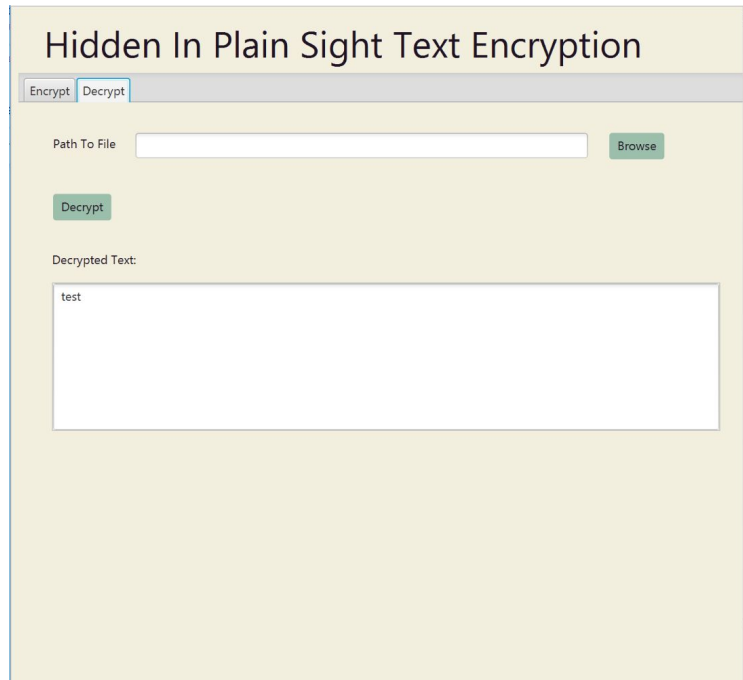 Hidden In Plain Sight Text Encryption
Encrypt Decrypt
Path To File Browse
Decrypt
Decrypted Text:
test